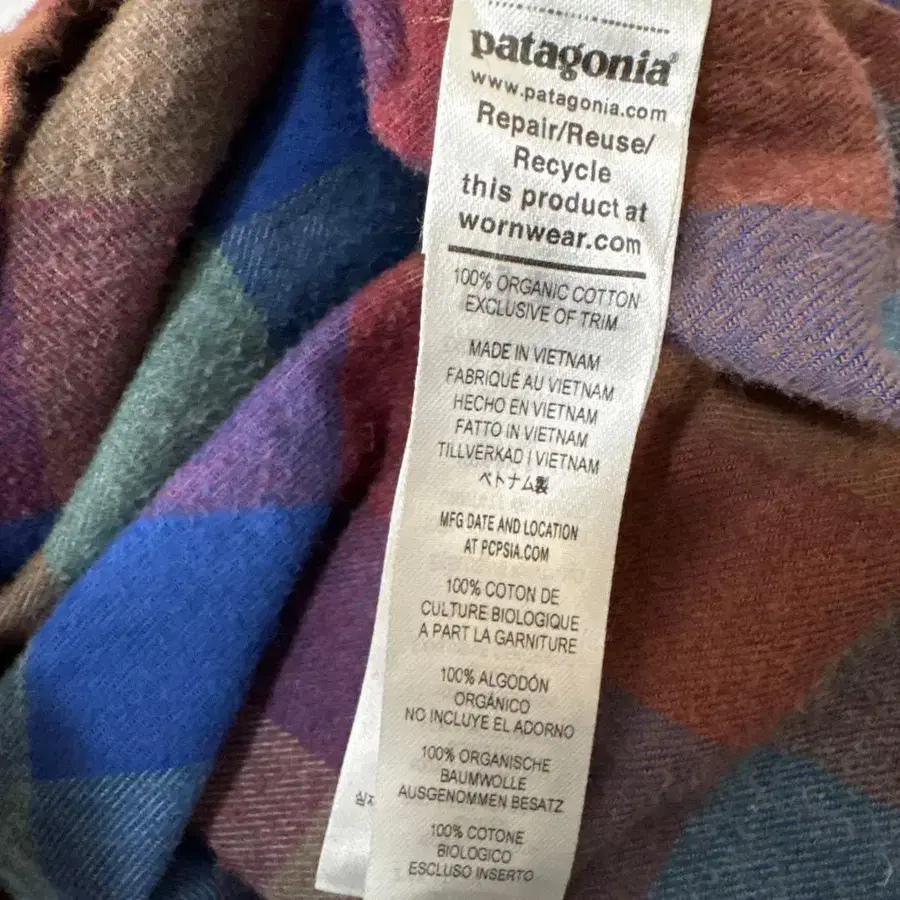 patagonia®
www.patagonia.com
Repair/Reuse/
Recycle
this product at
wornwear.com
100% ORGANIC COTTON
EXCLUSIVE OF TRIM
MADE IN VIETNAM
FABRIQUÉ AU VIETNAM
HECHO EN VIETNAM
FATTO IN VIETNAM
TILLVERKAD I VIETNAM
ベトナム製
MFG DATE AND LOCATION
AT PCPSIA.COM
100% COTON DE
CULTURE BIOLOGIQUE
A PART LA GARNITURE
100% ALGODÓN
ORGÁNICO
NO INCLUYE EL ADORNO
100% ORGANISCHE
BAUMWOLLE
AUSGENOMMEN BESATZ
100% COTONE
BIOLOGICO
ESCLUSO INSERTO